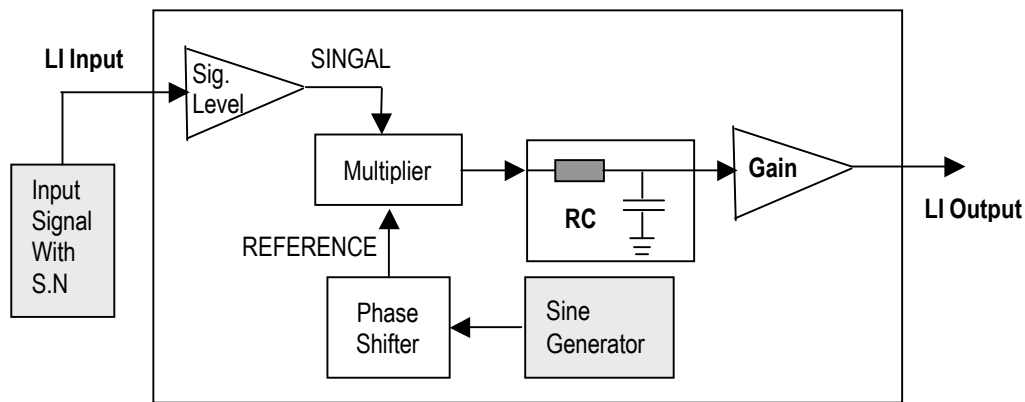 LI Input
Sig.
Level
SINGAL
Multiplier
RC
Gain
LI Output
Input
Signal
With
S.N
REFERENCE
Phase
Shifter
Sine
Generator